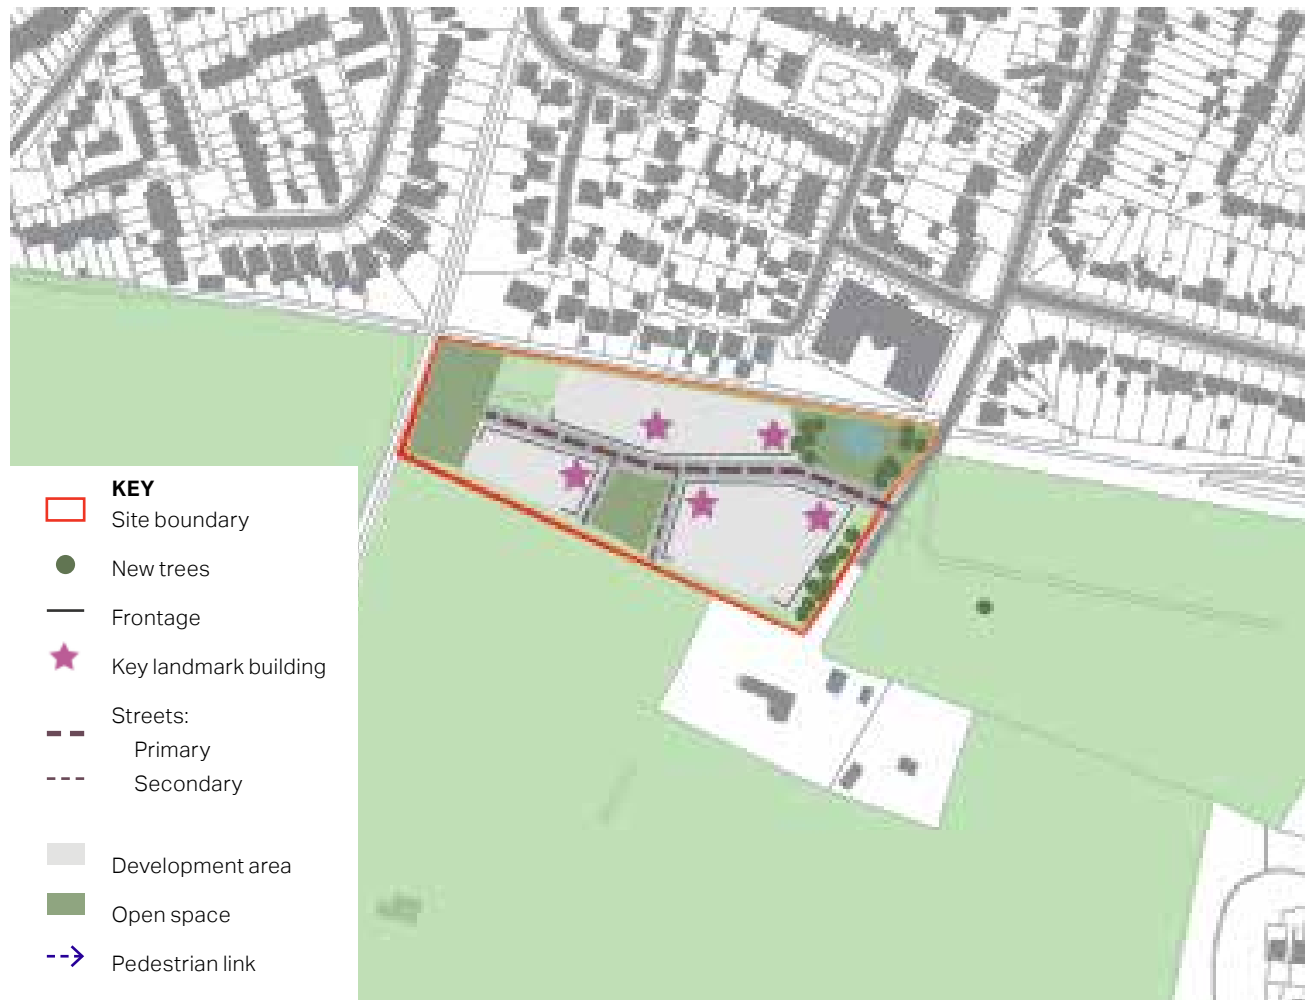 KEY
Site boundary
New trees
Frontage
Key landmark building
Streets:
Primary
Secondary
Development area
Open space
Pedestrian link